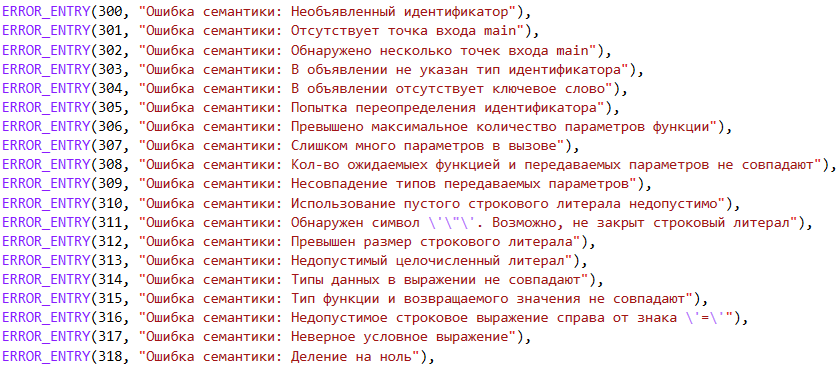 ERROR_ENTRY(300, "Ошибка семантики: Необъявленный идентификатор"),
ERROR_ENTRY(301, "Ошибка семантики: Отсутствует точка входа main"),
ERROR_ENTRY(302, "Ошибка семантики: Обнаружено несколько точек входа main"),
ERROR_ENTRY(303, "Ошибка семантики: В объявлении не указан тип идентификатора"),
ERROR_ENTRY(304, "Ошибка семантики: В объявлении отсутствует ключевое слово"),
ERROR_ENTRY(305, "Ошибка семантики: Попытка переопределения идентификатора"),
ERROR_ENTRY(306, "Ошибка семантики: Превышено максимальное количество параметров функции"),
ERROR_ENTRY(307, "Ошибка семантики: Слишком много параметров в вызове"),
ERROR_ENTRY(308, "Ошибка семантики: Кол-во ожидаемыех функцией и передаваемых параметров не совпадают"),
ERROR_ENTRY(309, "Ошибка семантики: Несовпадение типов передаваемых параметров"),
ERROR_ENTRY(310, "Ошибка семантики: Использование пустого строкового литерала недопустимо"),
ERROR_ENTRY(311, "Ошибка семантики: Обнаружен символ \'\"\'. Возможно, не закрыт строковый литерал"),
ERROR_ENTRY(312, "Ошибка семантики: Превышен размер строкового литерала"),
ERROR_ENTRY(313, "Ошибка семантики: Недопустимый целочисленный литерал"),
ERROR_ENTRY(314, "Ошибка семантики: Типы данных в выражении не совпадают"),
ERROR_ENTRY(315, "Ошибка семантики: Тип функции и возвращаемого значения не совпадают"),
ERROR_ENTRY(316, "Ошибка семантики: Недопустимое строковое выражение справа от знака \'=\'"),
ERROR_ENTRY(317, "Ошибка семантики: Неверное условное выражение"),
ERROR_ENTRY(318, "Ошибка семантики: Деление на ноль"),